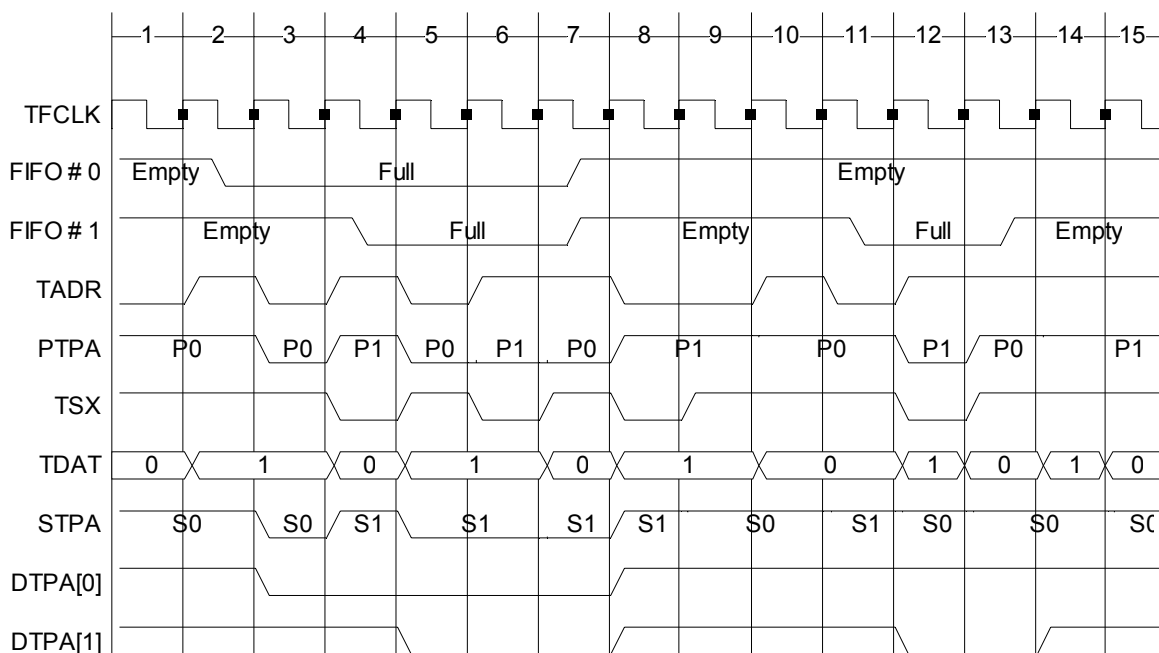 1 2 3 4 5 6 7 8 9 10 11 12 13 14 15
TFCLK
FIFO # 0 Empty Full Empty
FIFO # 1 Empty Full Empty Full Empty
TADR
PTPA P0 P0 P1 P0 P1 P0 P1 P0 P1 P0 P1
TSX
TDAT 0 1 0 1 0 1 0 1 0 1 0
STPA S0 S0 S1 S1 S1 S1 S0 S1 S0 S0 S0
DTPA[0]
DTPA[1]